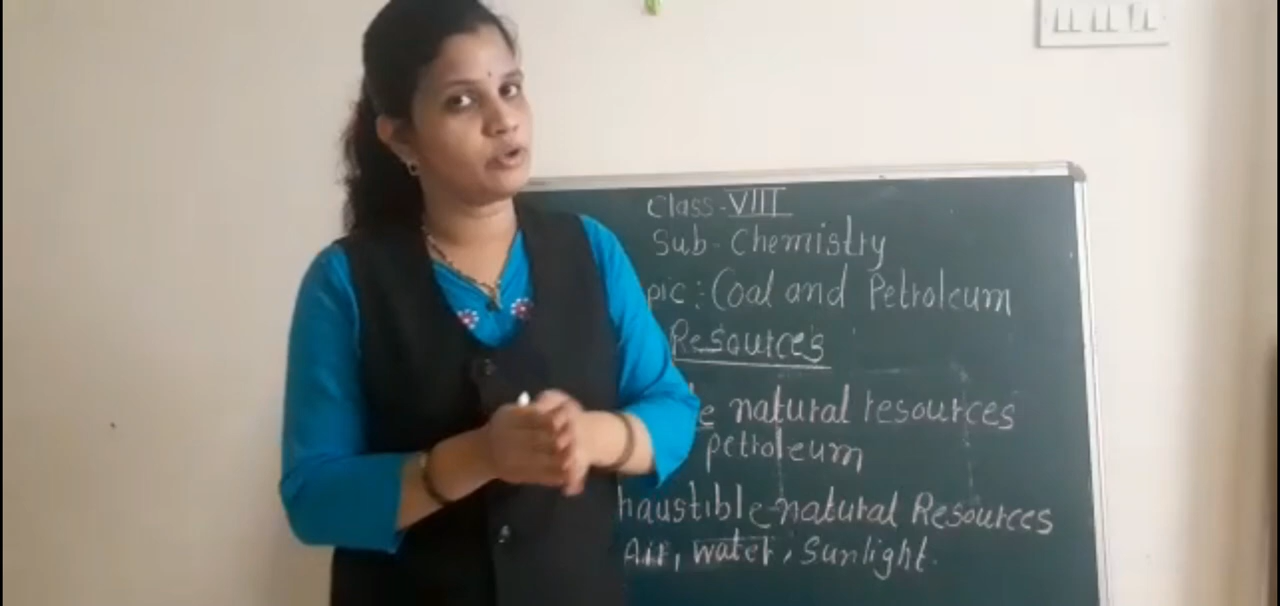 Class - VIII
Sub - Chemistry
pic : Coal and Petroleum
Resources
e natural resources
petroleum
haustible natural Resources
Air, water, Sunlight.